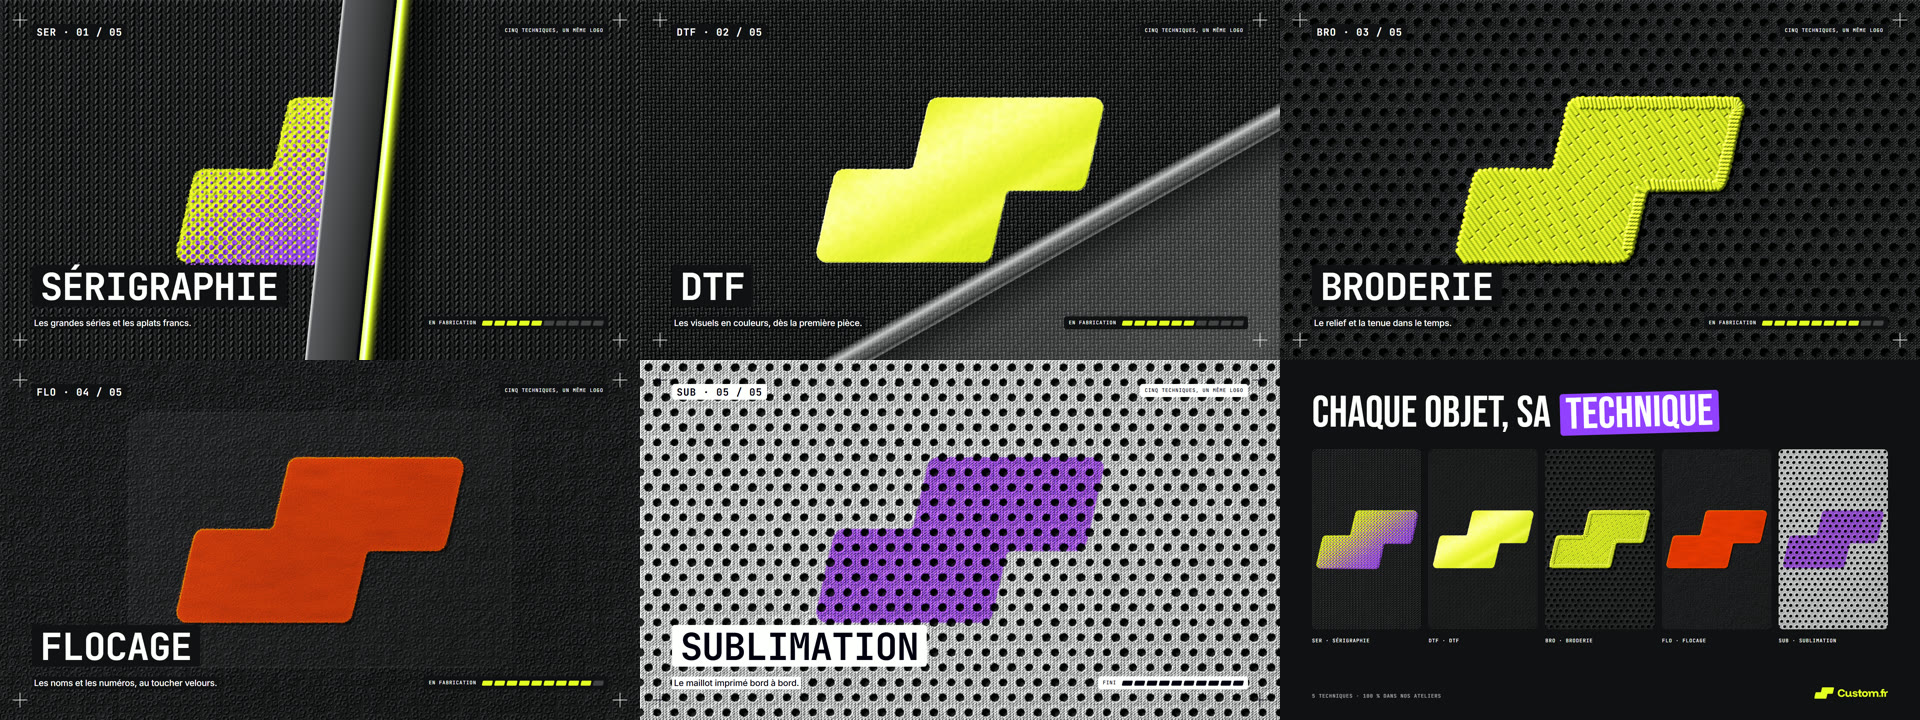 SER · 01 / 05
CINQ TECHNIQUES, UN MÊME LOGO
SÉRIGRAPHIE
Les grandes séries et les aplats francs.
EN FABRICATION
DTF · 02 / 05
CINQ TECHNIQUES, UN MÊME LOGO
DTF
Les visuels en couleurs, dès la première pièce.
EN FABRICATION
BRO · 03 / 05
CINQ TECHNIQUES, UN MÊME LOGO
BRODERIE
Le relief et la tenue dans le temps.
EN FABRICATION
FLO · 04 / 05
CINQ TECHNIQUES, UN MÊME LOGO
FLOCAGE
Les noms et les numéros, au toucher velours.
EN FABRICATION
SUB · 05 / 05
CINQ TECHNIQUES, UN MÊME LOGO
SUBLIMATION
Le maillot imprimé bord à bord.
FINI
CHAQUE OBJET, SA TECHNIQUE
SER · SÉRIGRAPHIE
DTF · DTF
BRO · BRODERIE
FLO · FLOCAGE
SUB · SUBLIMATION
5 TECHNIQUES · 100 % DANS NOS ATELIERS
Custom.fr